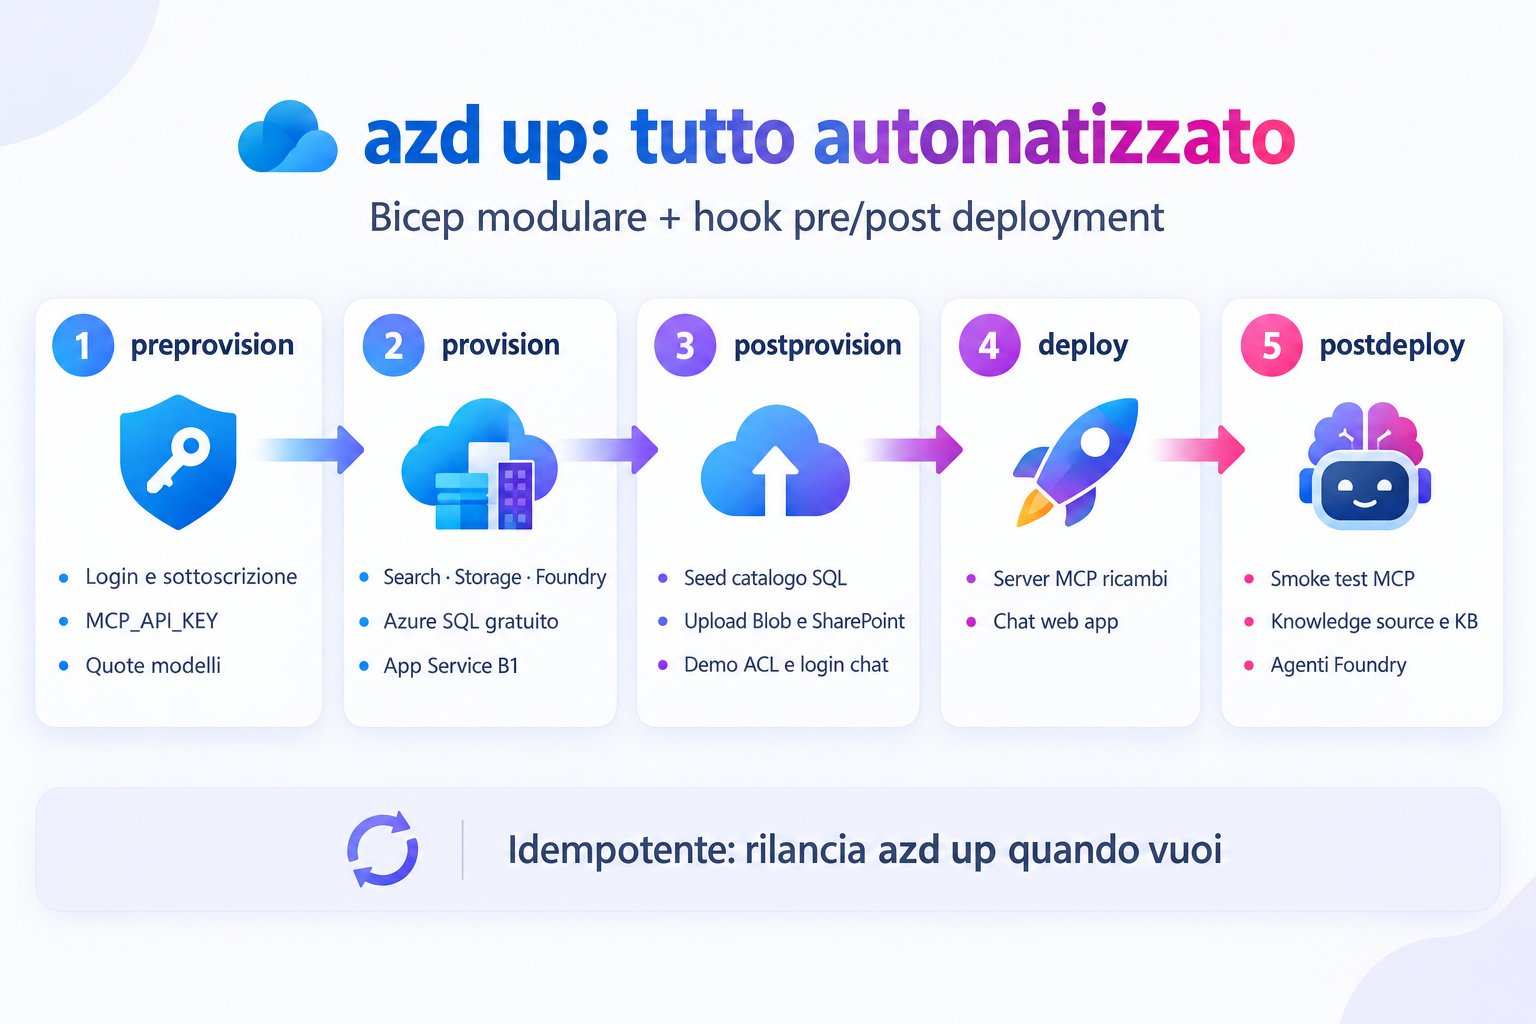 azd up: tutto automatizzato
Bicep modulare + hook pre/post deployment
1 preprovision
Login e sottoscrizione
MCP_API_KEY
Quote modelli
2 provision
Search · Storage · Foundry
Azure SQL gratuito
App Service B1
3 postprovision
Seed catalogo SQL
Upload Blob e SharePoint
Demo ACL e login chat
4 deploy
Server MCP ricambi
Chat web app
5 postdeploy
Smoke test MCP
Knowledge source e KB
Agenti Foundry
Idempotente: rilancia azd up quando vuoi